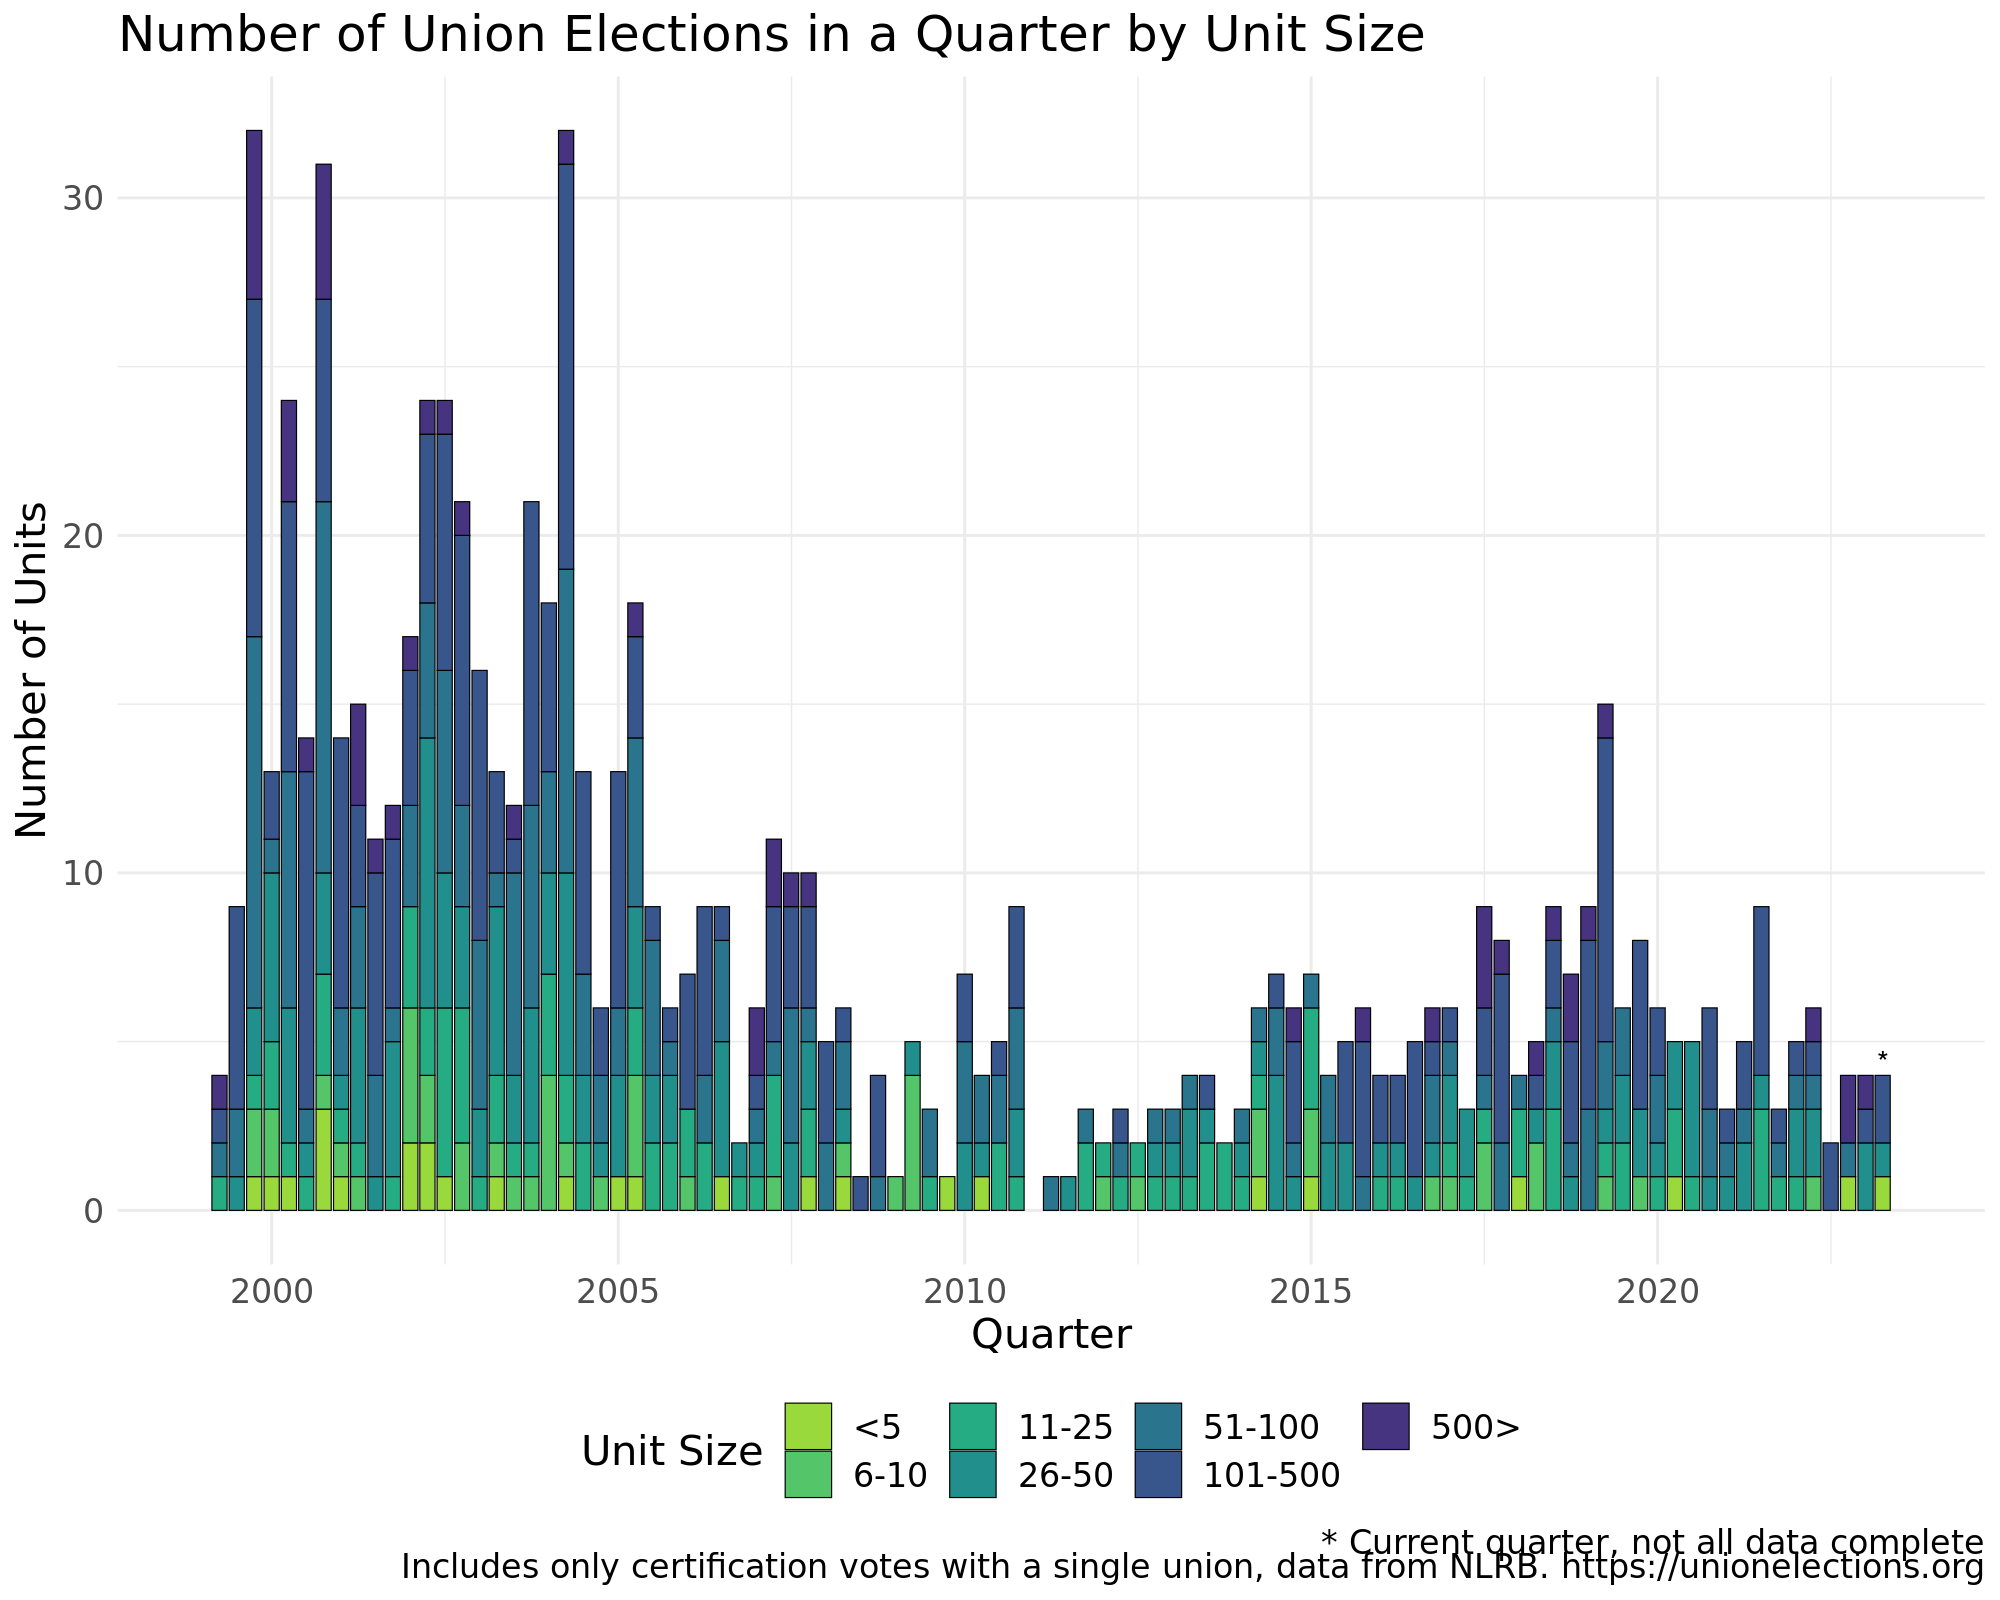 Number of Union Elections in a Quarter by Unit Size
Number of Units
30
20
10
0
*
2000 2005 2010 2015 2020
Quarter
Unit Size
<5 11-25 51-100 500>
6-10 26-50 101-500
* Current quarter, not all data complete
Includes only certification votes with a single union, data from NLRB. https://unionelections.org